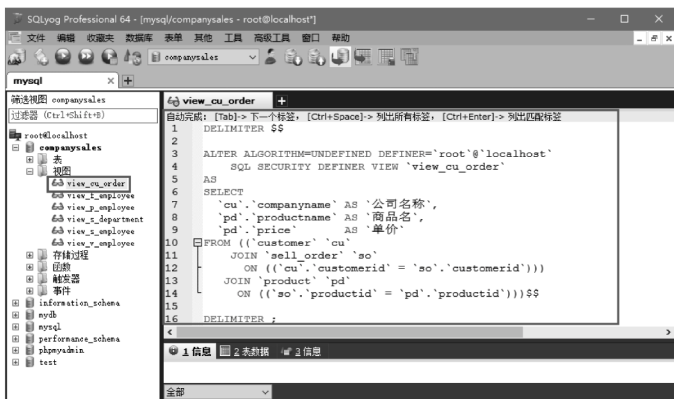 SQLyog Professional 64 - [mysql/companysales - root@localhost*]
文件 编辑 收藏夹 数据库 表单 其他 工具 高级工具 窗口 帮助
companysales
mysql
筛选视图 companysales
过滤器 (Ctrl+Shift+B)
root@localhost
companysales
表
视图
view_cu_order
view_t_employee
view_p_employee
view_s_department
view_s_employee
view_v_employee
存储过程
函数
触发器
事件
information_schema
mydb
mysql
performance_schema
phpmyadmin
test
view_cu_order
自动完成: [Tab]-> 下一个标签, [Ctrl+Space]-> 列出所有标签, [Ctrl+Enter]-> 列出匹配标签
1 DELIMITER $$
2
3 ALTER ALGORITHM=UNDEFINED DEFINER=`root`@`localhost`
4 SQL SECURITY DEFINER VIEW `view_cu_order`
5 AS
6 SELECT
7 `cu`.`companyname` AS `公司名称`,
8 `pd`.`productname` AS `商品名`,
9 `pd`.`price` AS `单价`
10 FROM ((`customer` `cu`
11 JOIN `sell_order` `so`
12 ON ((`cu`.`customerid` = `so`.`customerid`)))
13 JOIN `product` `pd`
14 ON ((`so`.`productid` = `pd`.`productid`)))$$
15
16 DELIMITER ;
1 信息 2 表数据 3 信息
全部